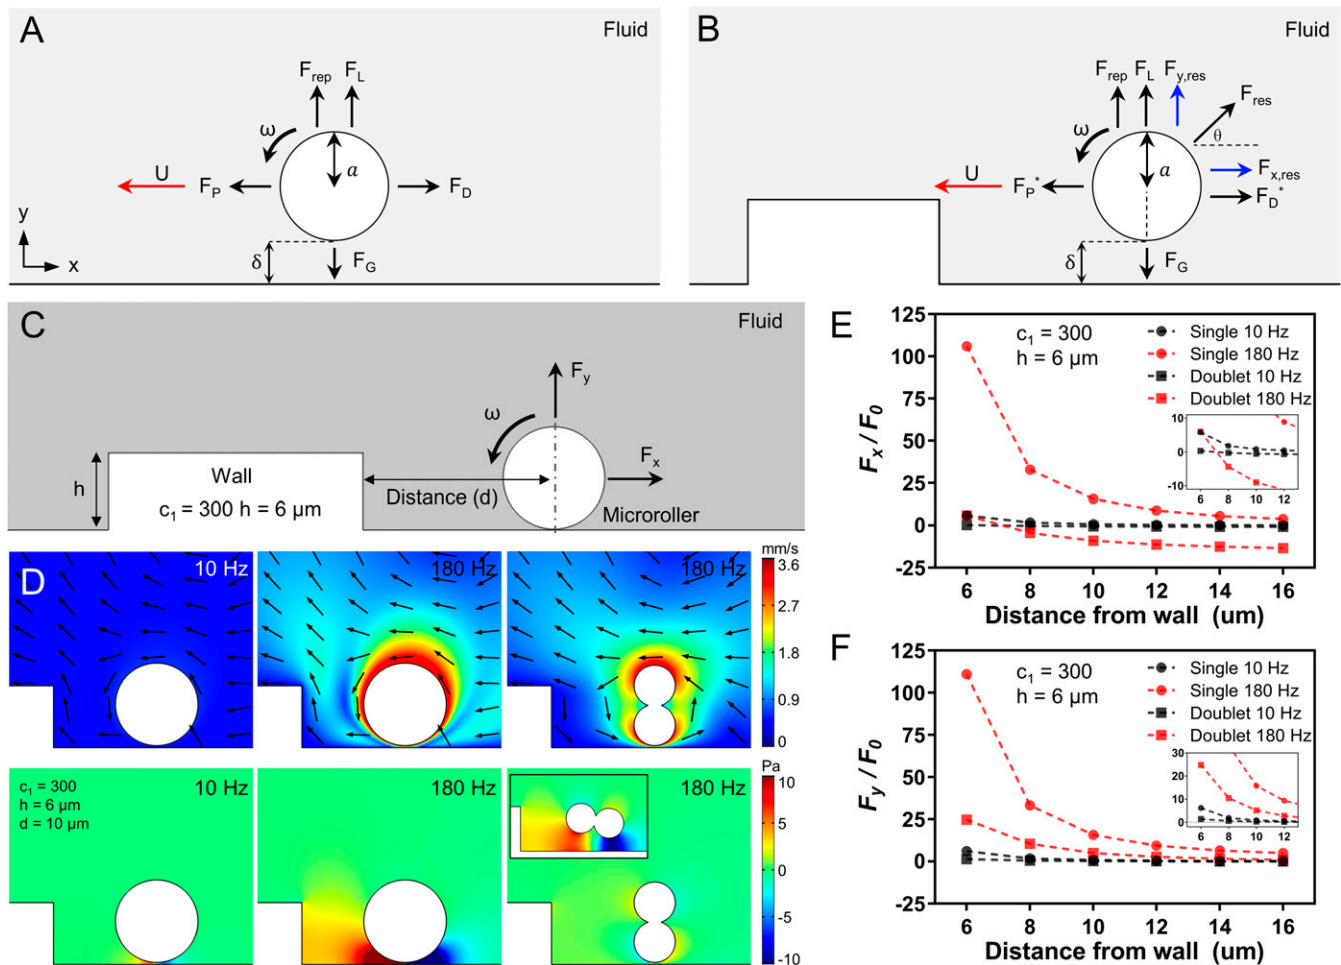 A
Fluid
F_rep F_L
ω
a
U
F_P
F_D
y
x
δ
F_G
B
Fluid
F_rep F_L F_y,res
F_res
ω
θ
a
U
F_P*
F_x,res
F_D*
δ
F_G
C
Fluid
F_y
ω
h
Wall
c₁ = 300 h = 6 μm
Distance (d)
F_x
Microroller
D
10 Hz
180 Hz
180 Hz
mm/s
3.6
2.7
1.8
0.9
0
c₁ = 300
h = 6 μm
d = 10 μm
10 Hz
180 Hz
180 Hz
Pa
10
5
0
-5
-10
E
F_x / F_0
125
100
75
50
25
0
-25
c₁ = 300
h = 6 μm
Single 10 Hz
Single 180 Hz
Doublet 10 Hz
Doublet 180 Hz
10
0
-10
6 8 10 12
6 8 10 12 14 16
Distance from wall (um)
F
F_y / F_0
125
100
75
50
25
0
-25
c₁ = 300
h = 6 μm
Single 10 Hz
Single 180 Hz
Doublet 10 Hz
Doublet 180 Hz
30
20
10
0
6 8 10 12
6 8 10 12 14 16
Distance from wall (um)